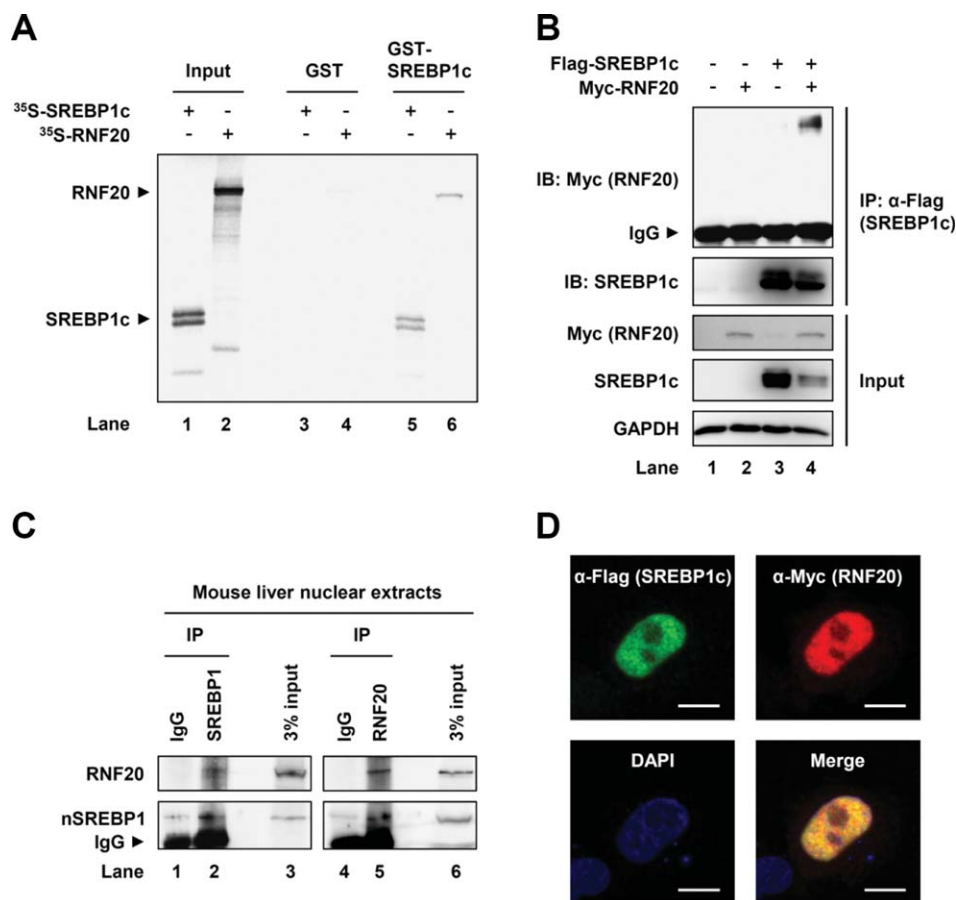 A
Input GST GST-
SREBP1c
³⁵S-SREBP1c + - + - + -
³⁵S-RNF20 - + - + - +
RNF20 ►
SREBP1c ►
Lane 1 2 3 4 5 6
B
Flag-SREBP1c - - + +
Myc-RNF20 - + - +
IB: Myc (RNF20)
IgG ►
IB: SREBP1c
IP: α-Flag
(SREBP1c)
Myc (RNF20)
SREBP1c
GAPDH
Input
Lane 1 2 3 4
C
Mouse liver nuclear extracts
IP IP
IgG SREBP1 3% input IgG RNF20 3% input
RNF20
nSREBP1
IgG ►
Lane 1 2 3 4 5 6
D
α-Flag (SREBP1c) α-Myc (RNF20)
DAPI Merge